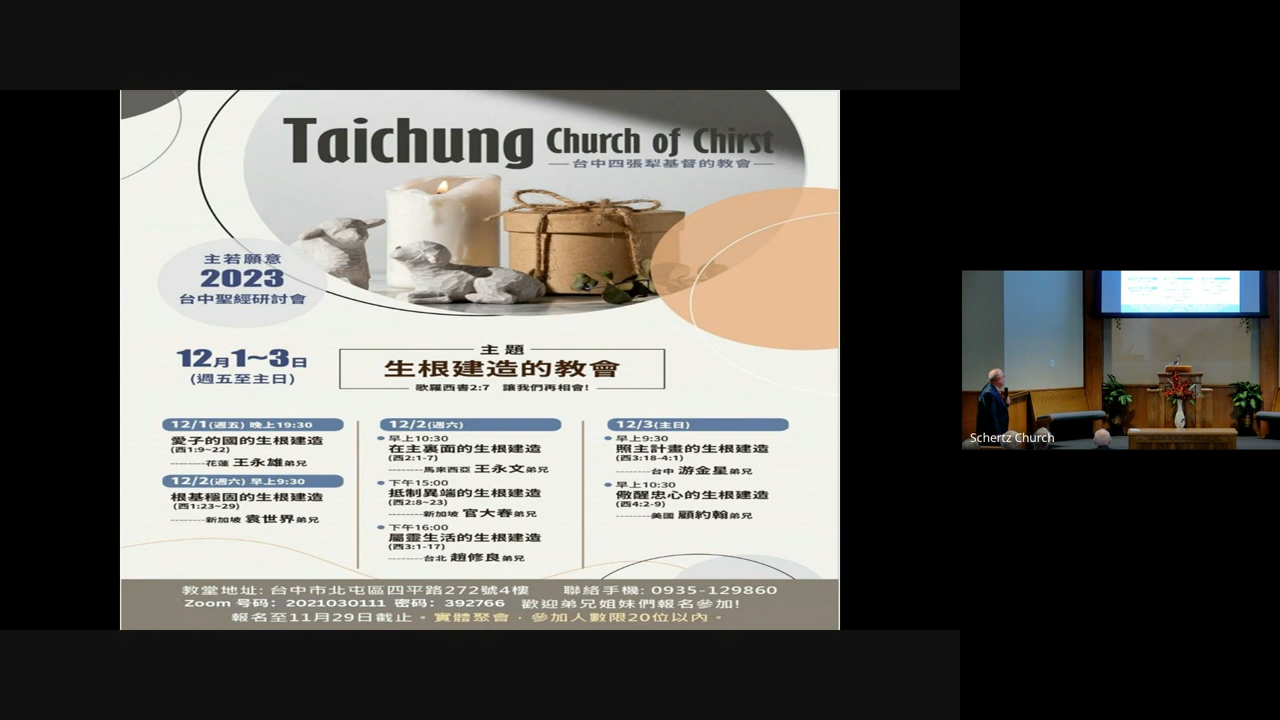 Taichung Church of Chirst
台中四張犁基督的教會
主若願意
2023
台中聖經研討會
12月1~3日
(週五至主日)
主題
生根建造的教會
歌羅西書2:7 讓我們再相會!
12/1(週五) 晚上19:30
愛子的國的生根建造
(西1:9~22)
--------花蓮 王永雄弟兄
12/2(週六) 早上9:30
根基穩固的生根建造
(西1:23~29)
--------新加坡 袁世界弟兄
12/2(週六)
早上10:30
在主裏面的生根建造
(西2:1-7)
--------馬來西亞 王永文弟兄
下午15:00
抵制異端的生根建造
(西2:8~23)
--------新加坡 官大春弟兄
下午16:00
屬靈生活的生根建造
(西3:1-17)
--------台北 趙修良弟兄
12/3(主日)
早上9:30
照主計畫的生根建造
(西3:18-4:1)
--------台中 游金星弟兄
早上10:30
儆醒忠心的生根建造
(西4:2-9)
--------美國 顧約翰弟兄
教堂地址: 台中市北屯區四平路272號4樓 聯絡手機: 0935-129860
Zoom 号码: 2021030111 密码: 392766 歡迎弟兄姐妹們報名參加!
報名至11月29日截止。實體聚會，參加人數限20位以內。
Schertz Church